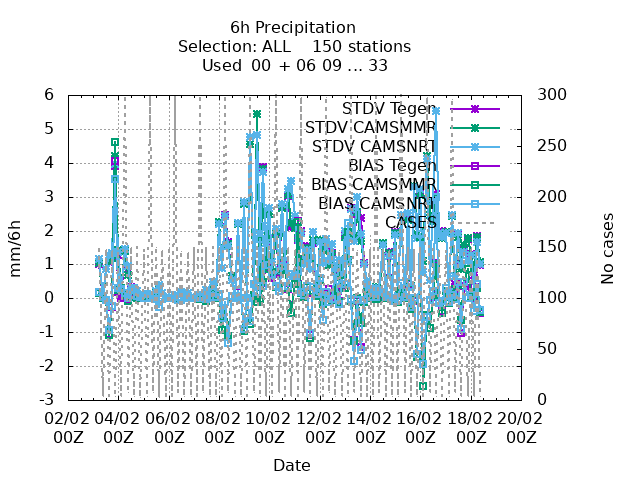 6h Precipitation
Selection: ALL    150 stations
Used  00 + 06 09 ... 33
6
5
4
3
2
1
0
-1
-2
-3
mm/6h
300
250
200
150
100
50
0
No cases
STDV Tegen
STDV CAMSMMR
STDV CAMSNRT
BIAS Tegen
BIAS CAMSMMR
BIAS CAMSNRT
CASES
02/02 04/02 06/02 08/02 10/02 12/02 14/02 16/02 18/02 20/02
00Z 00Z 00Z 00Z 00Z 00Z 00Z 00Z 00Z 00Z
Date